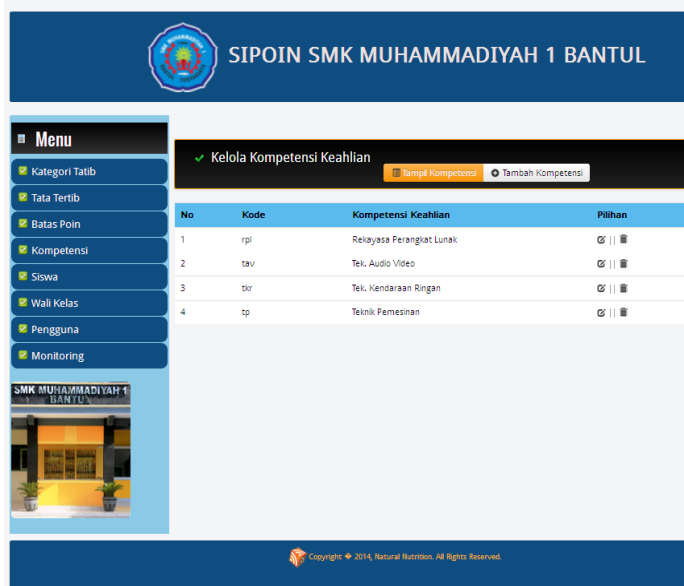 SIPOIN SMK MUHAMMADIYAH 1 BANTUL
Menu
Kategori Tatib
Tata Tertib
Batas Poin
Kompetensi
Siswa
Wali Kelas
Pengguna
Monitoring
SMK MUHAMMADIYAH 1
BANTUL
Kelola Kompetensi Keahlian
Tampil Kompetensi Tambah Kompetensi
No Kode Kompetensi Keahlian Pilihan
1 rpl Rekayasa Perangkat Lunak ||
2 tav Tek. Audio Video ||
3 tkr Tek. Kendaraan Ringan ||
4 tp Teknik Pemesinan ||
Copyright � 2014, Natural Nutrition. All Rights Reserved.